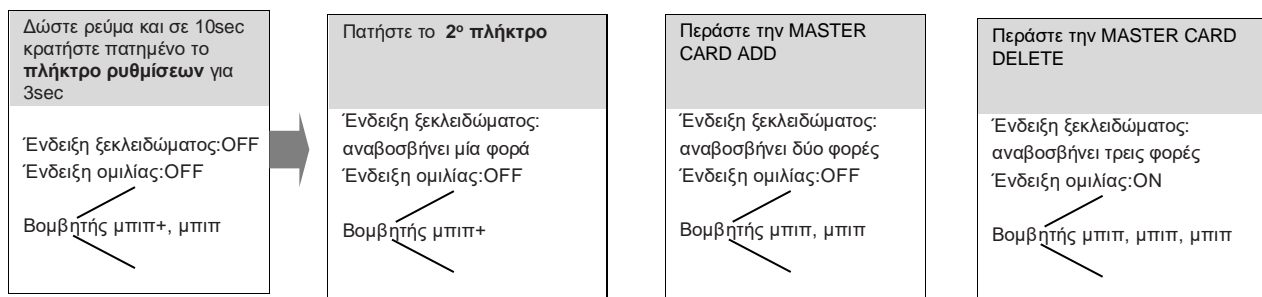 Δώστε ρεύμα και σε 10sec
κρατήστε πατημένο το
πλήκτρο ρυθμίσεων για
3sec
Ένδειξη ξεκλειδώματος:OFF
Ένδειξη ομιλίας:OFF
Βομβητής μπιπ+, μπιπ
Πατήστε το 2ο πλήκτρο
Ένδειξη ξεκλειδώματος:
αναβοσβήνει μία φορά
Ένδειξη ομιλίας:OFF
Βομβητής μπιπ+
Περάστε την MASTER
CARD ADD
Ένδειξη ξεκλειδώματος:
αναβοσβήνει δύο φορές
Ένδειξη ομιλίας:OFF
Βομβητής μπιπ, μπιπ
Περάστε την MASTER CARD
DELETE
Ένδειξη ξεκλειδώματος:
αναβοσβήνει τρεις φορές
Ένδειξη ομιλίας:ON
Βομβητής μπιπ, μπιπ, μπιπ